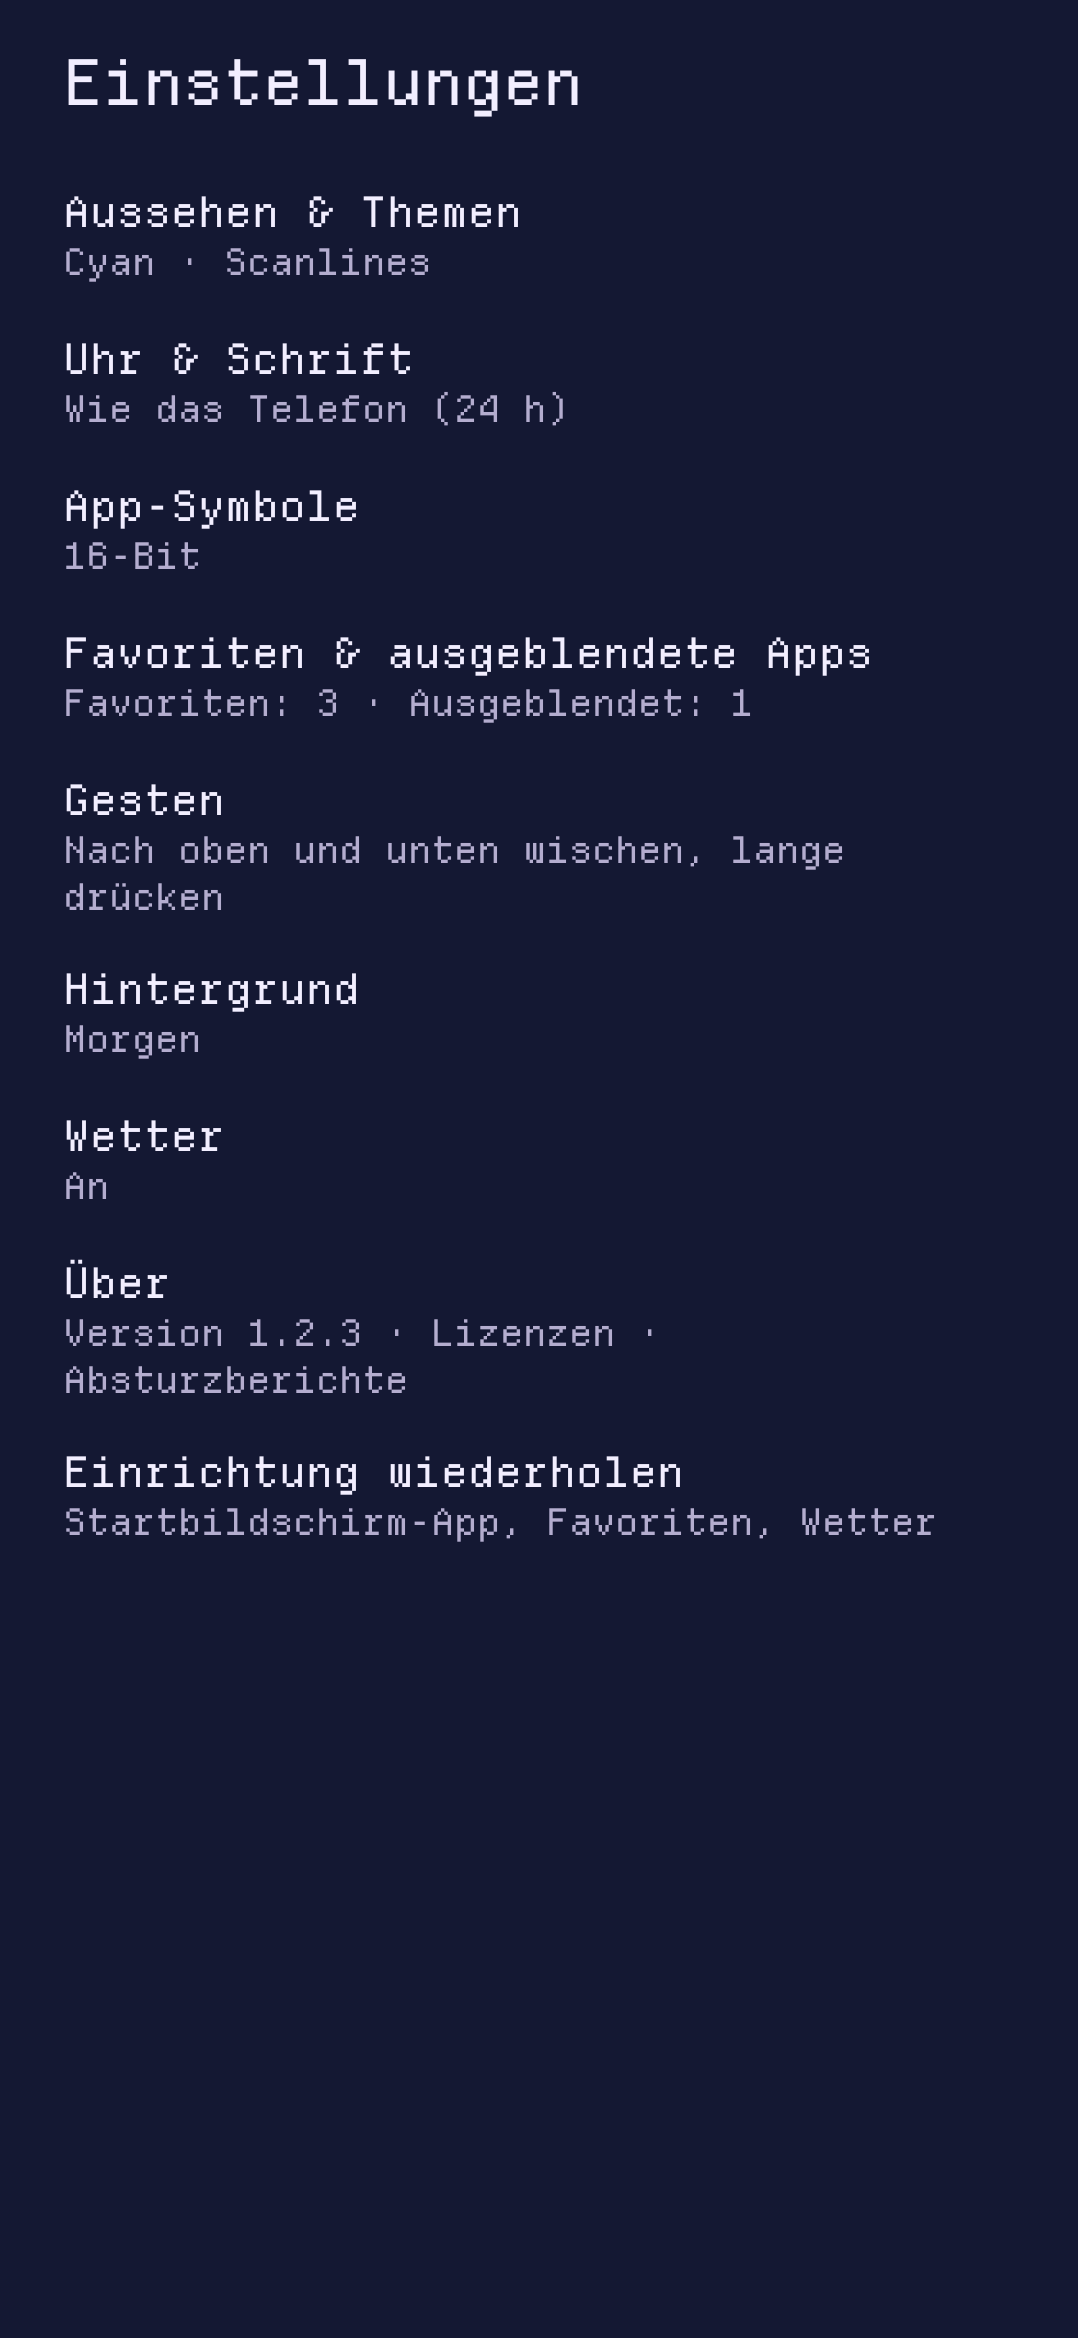 Einstellungen
Aussehen & Themen
Cyan · Scanlines
Uhr & Schrift
Wie das Telefon (24 h)
App-Symbole
16-Bit
Favoriten & ausgeblendete Apps
Favoriten: 3 · Ausgeblendet: 1
Gesten
Nach oben und unten wischen, lange
drücken
Hintergrund
Morgen
Wetter
An
Über
Version 1.2.3 · Lizenzen ·
Absturzberichte
Einrichtung wiederholen
Startbildschirm-App, Favoriten, Wetter